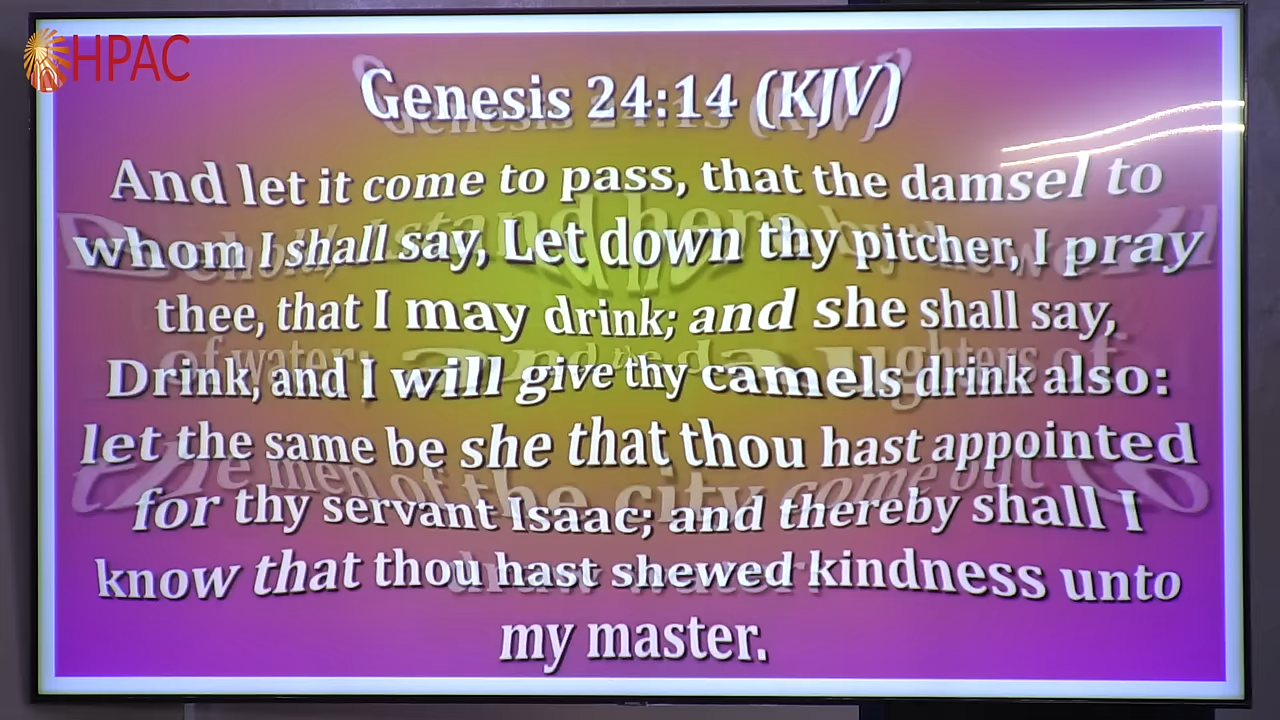 HPAC
Genesis 24:14 (KJV)
And let it come to pass, that the damsel to
whom I shall say, Let down thy pitcher, I pray
thee, that I may drink; and she shall say,
Drink, and I will give thy camels drink also:
let the same be she that thou hast appointed
for thy servant Isaac; and thereby shall I
know that thou hast shewed kindness unto
my master.